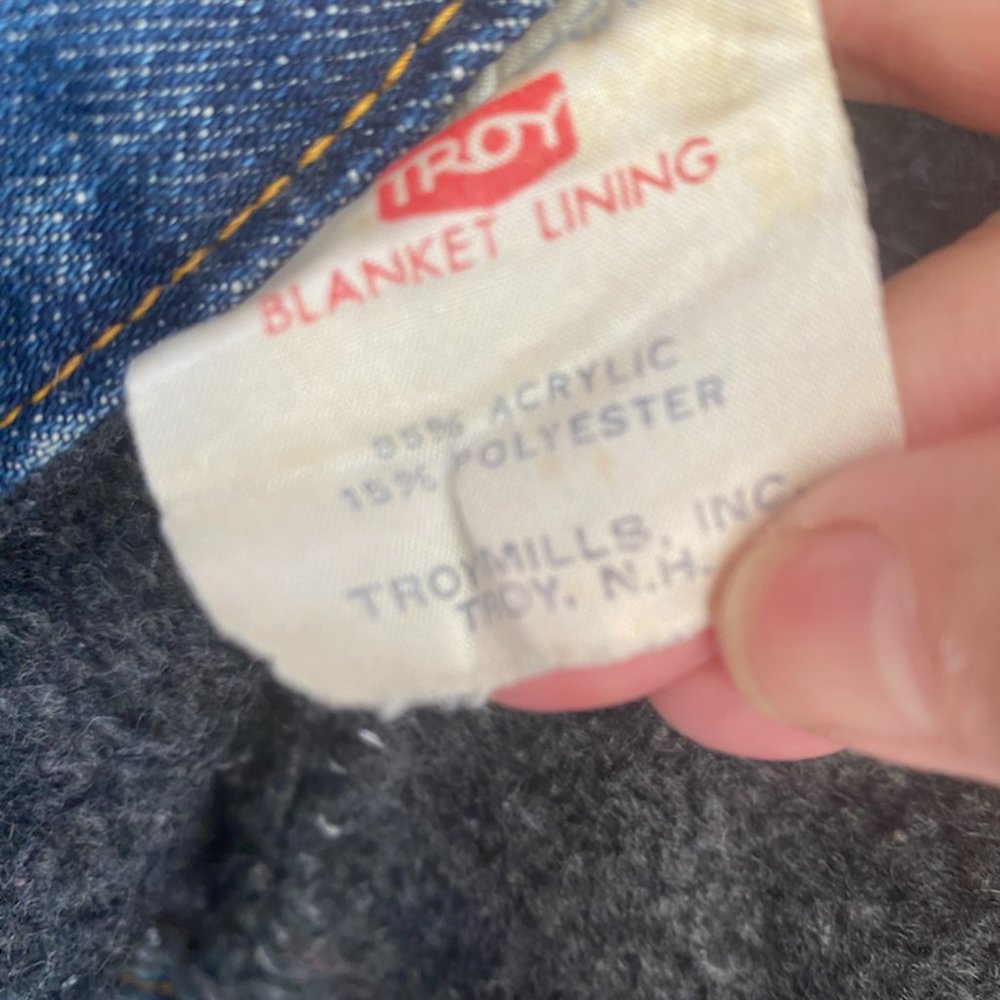 TROY
BLANKET LINING
85% ACRYLIC
15% POLYESTER
TROY MILLS, INC.
TROY, N.H.